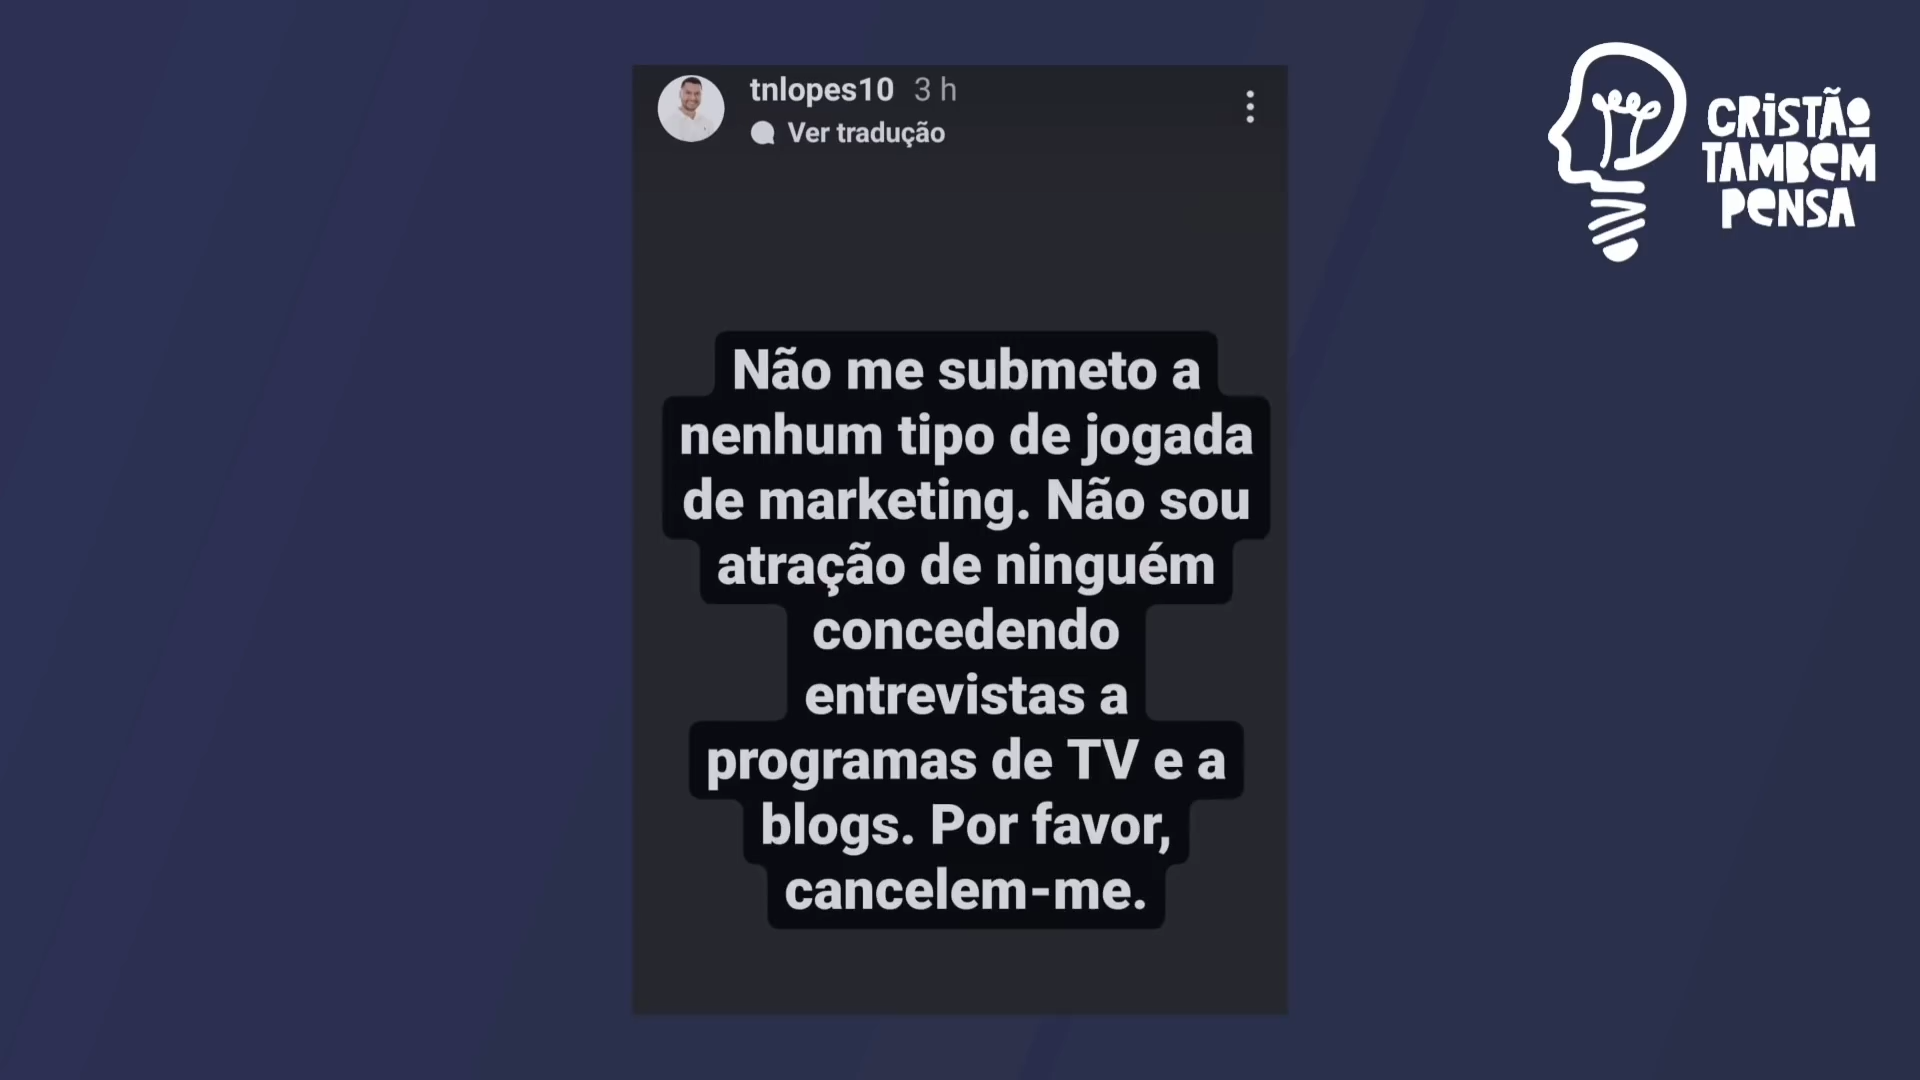 tnlopes10 3 h
Ver tradução
Não me submeto a
nenhum tipo de jogada
de marketing. Não sou
atração de ninguém
concedendo
entrevistas a
programas de TV e a
blogs. Por favor,
cancelem-me.
CRISTÃO
TAMBÉM
PENSA